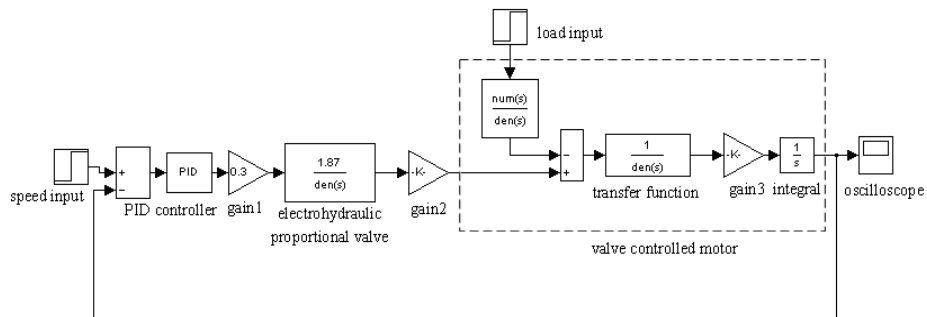 load input
num(s)
den(s)
+
−
PID
0.3
1.87
den(s)
-K-
−
+
1
den(s)
-K-
1
s
speed input
PID controller
gain1
electrohydraulic
proportional valve
gain2
transfer function
gain3
integral
oscilloscope
valve controlled motor